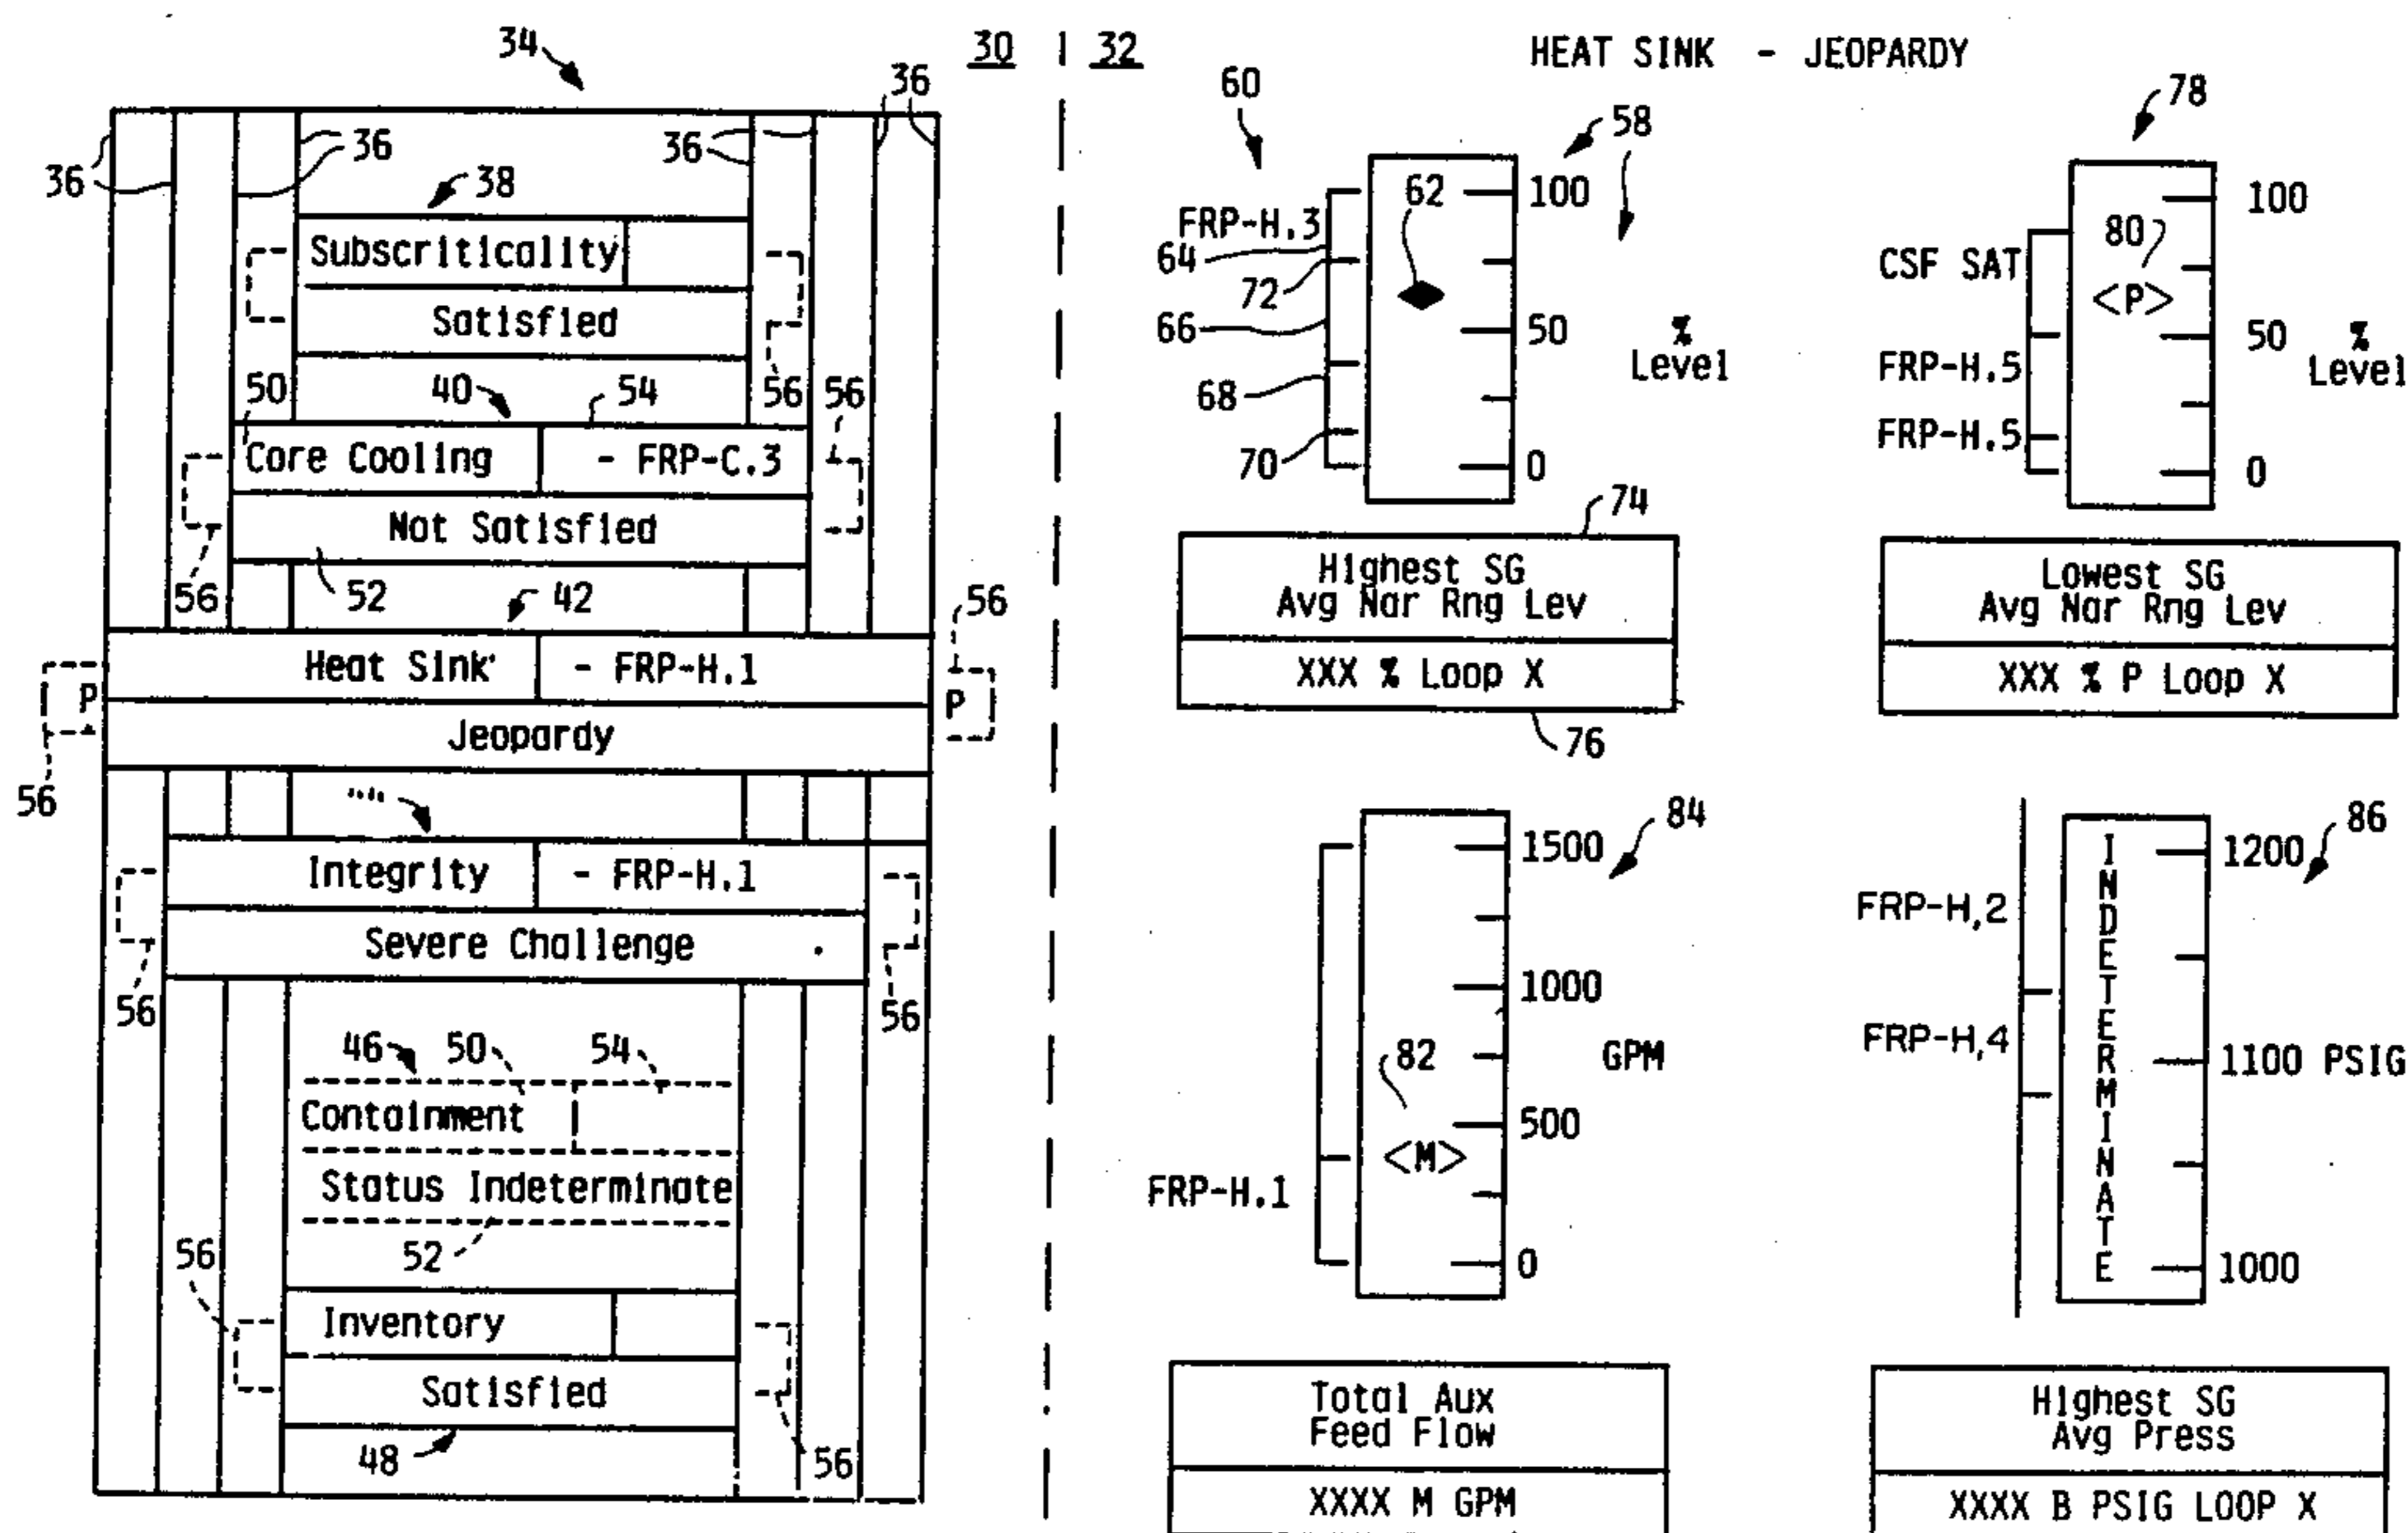 34
30
32
HEAT SINK - JEOPARDY
36
36
36
36
38
Subscriticality
Satisfied
56
50
40
54
56
Core Cooling
- FRP-C.3
Not Satisfied
56
52
42
56
Heat Sink
- FRP-H.1
P
P
Jeopardy
56
Integrity
- FRP-H.1
Severe Challenge
56
56
46
50
54
Containment
Status Indeterminate
52
56
Inventory
Satisfied
48
56
60
58
FRP-H.3
64
72
66
68
70
62
100
50
0
%
Level
74
Highest SG
Avg Nar Rng Lev
XXX % Loop X
76
78
CSF SAT
FRP-H.5
FRP-H.5
80
<P>
100
50
0
%
Level
Lowest SG
Avg Nar Rng Lev
XXX % P Loop X
84
1500
1000
GPM
82
500
<M>
FRP-H.1
0
Total Aux
Feed Flow
XXXX M GPM
86
FRP-H,2
FRP-H,4
INDETERMINATE
1200
1100 PSIG
1000
Highest SG
Avg Press
XXXX B PSIG LOOP X